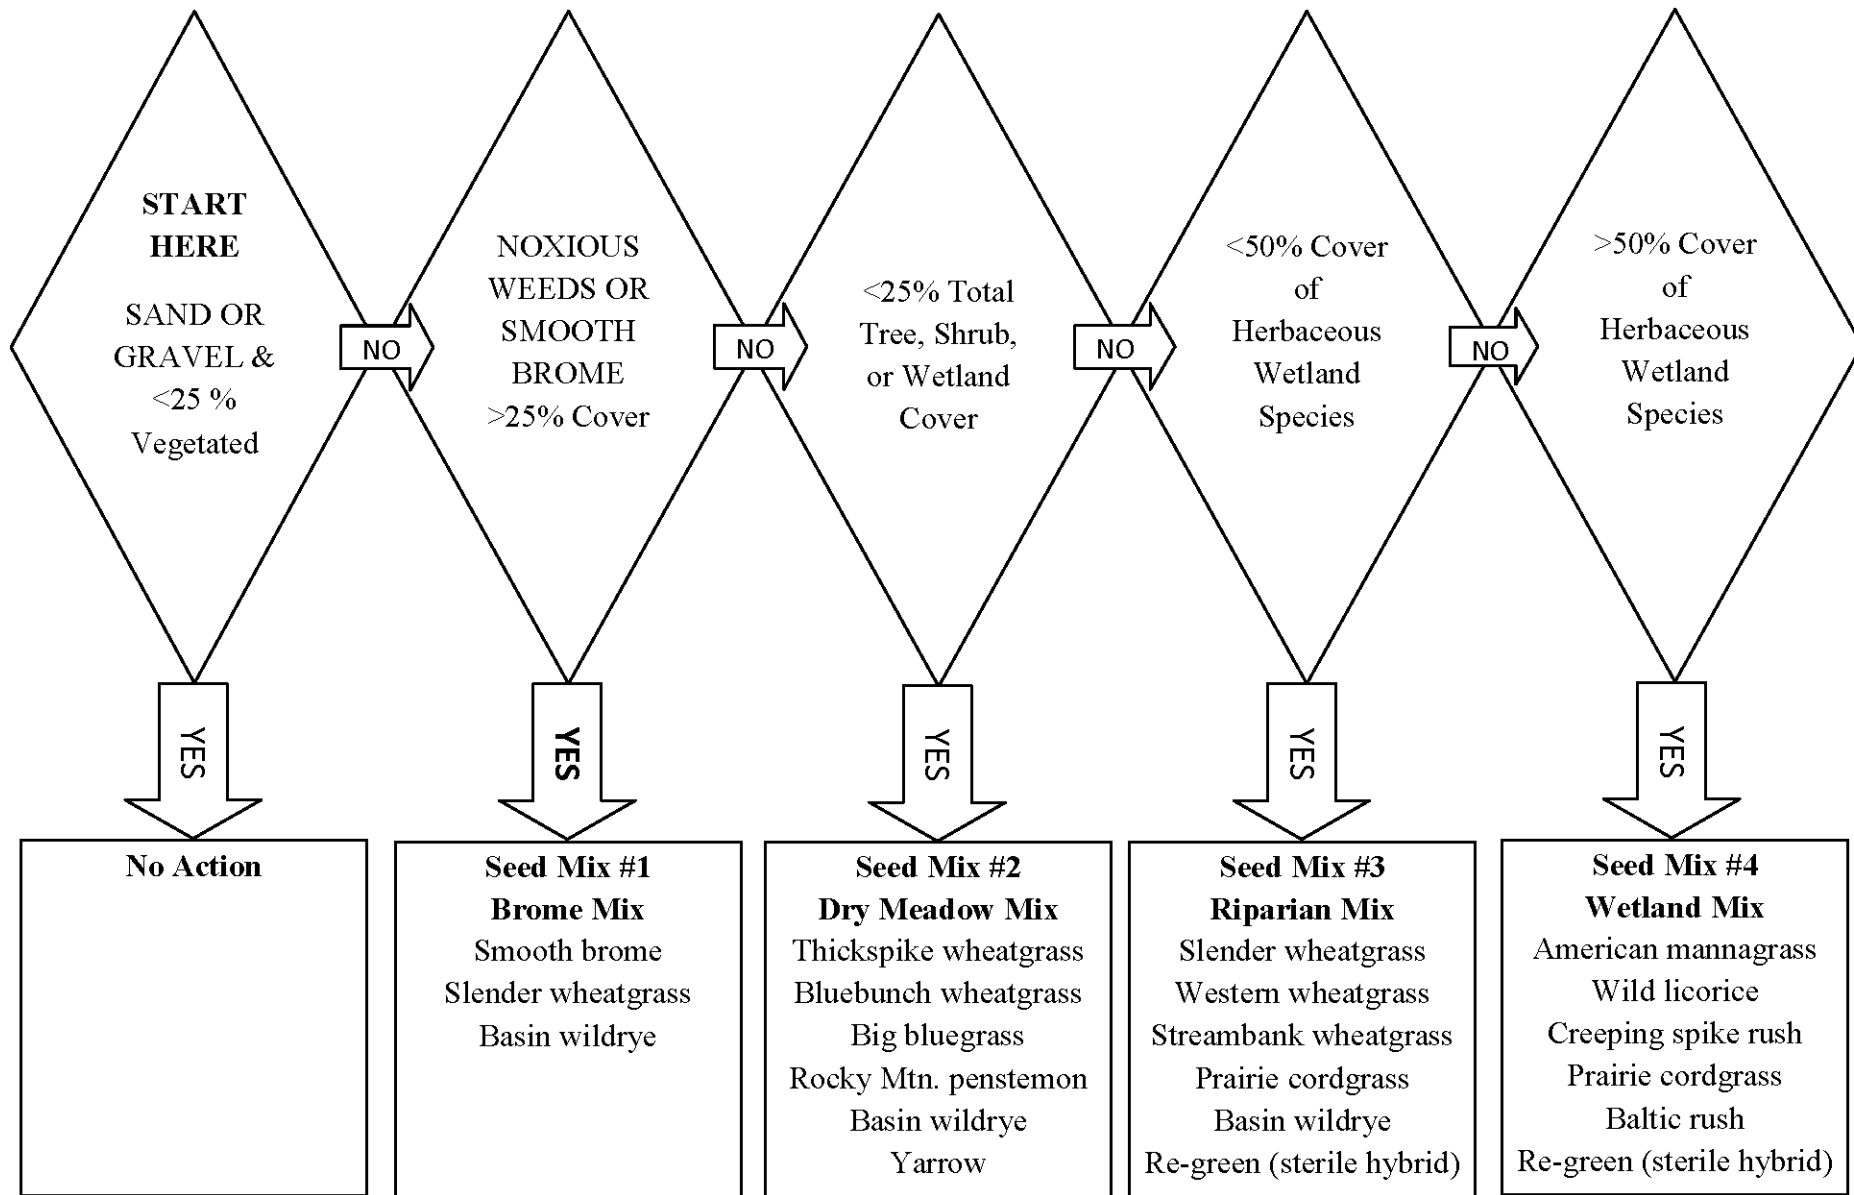 START
HERE
SAND OR
GRAVEL &
<25 %
Vegetated
NO
NOXIOUS
WEEDS OR
SMOOTH
BROME
>25% Cover
NO
<25% Total
Tree, Shrub,
or Wetland
Cover
NO
<50% Cover
of
Herbaceous
Wetland
Species
NO
>50% Cover
of
Herbaceous
Wetland
Species
YES
YES
YES
YES
YES
No Action
Seed Mix #1
Brome Mix
Smooth brome
Slender wheatgrass
Basin wildrye
Seed Mix #2
Dry Meadow Mix
Thickspike wheatgrass
Bluebunch wheatgrass
Big bluegrass
Rocky Mtn. penstemon
Basin wildrye
Yarrow
Seed Mix #3
Riparian Mix
Slender wheatgrass
Western wheatgrass
Streambank wheatgrass
Prairie cordgrass
Basin wildrye
Re-green (sterile hybrid)
Seed Mix #4
Wetland Mix
American mannagrass
Wild licorice
Creeping spike rush
Prairie cordgrass
Baltic rush
Re-green (sterile hybrid)